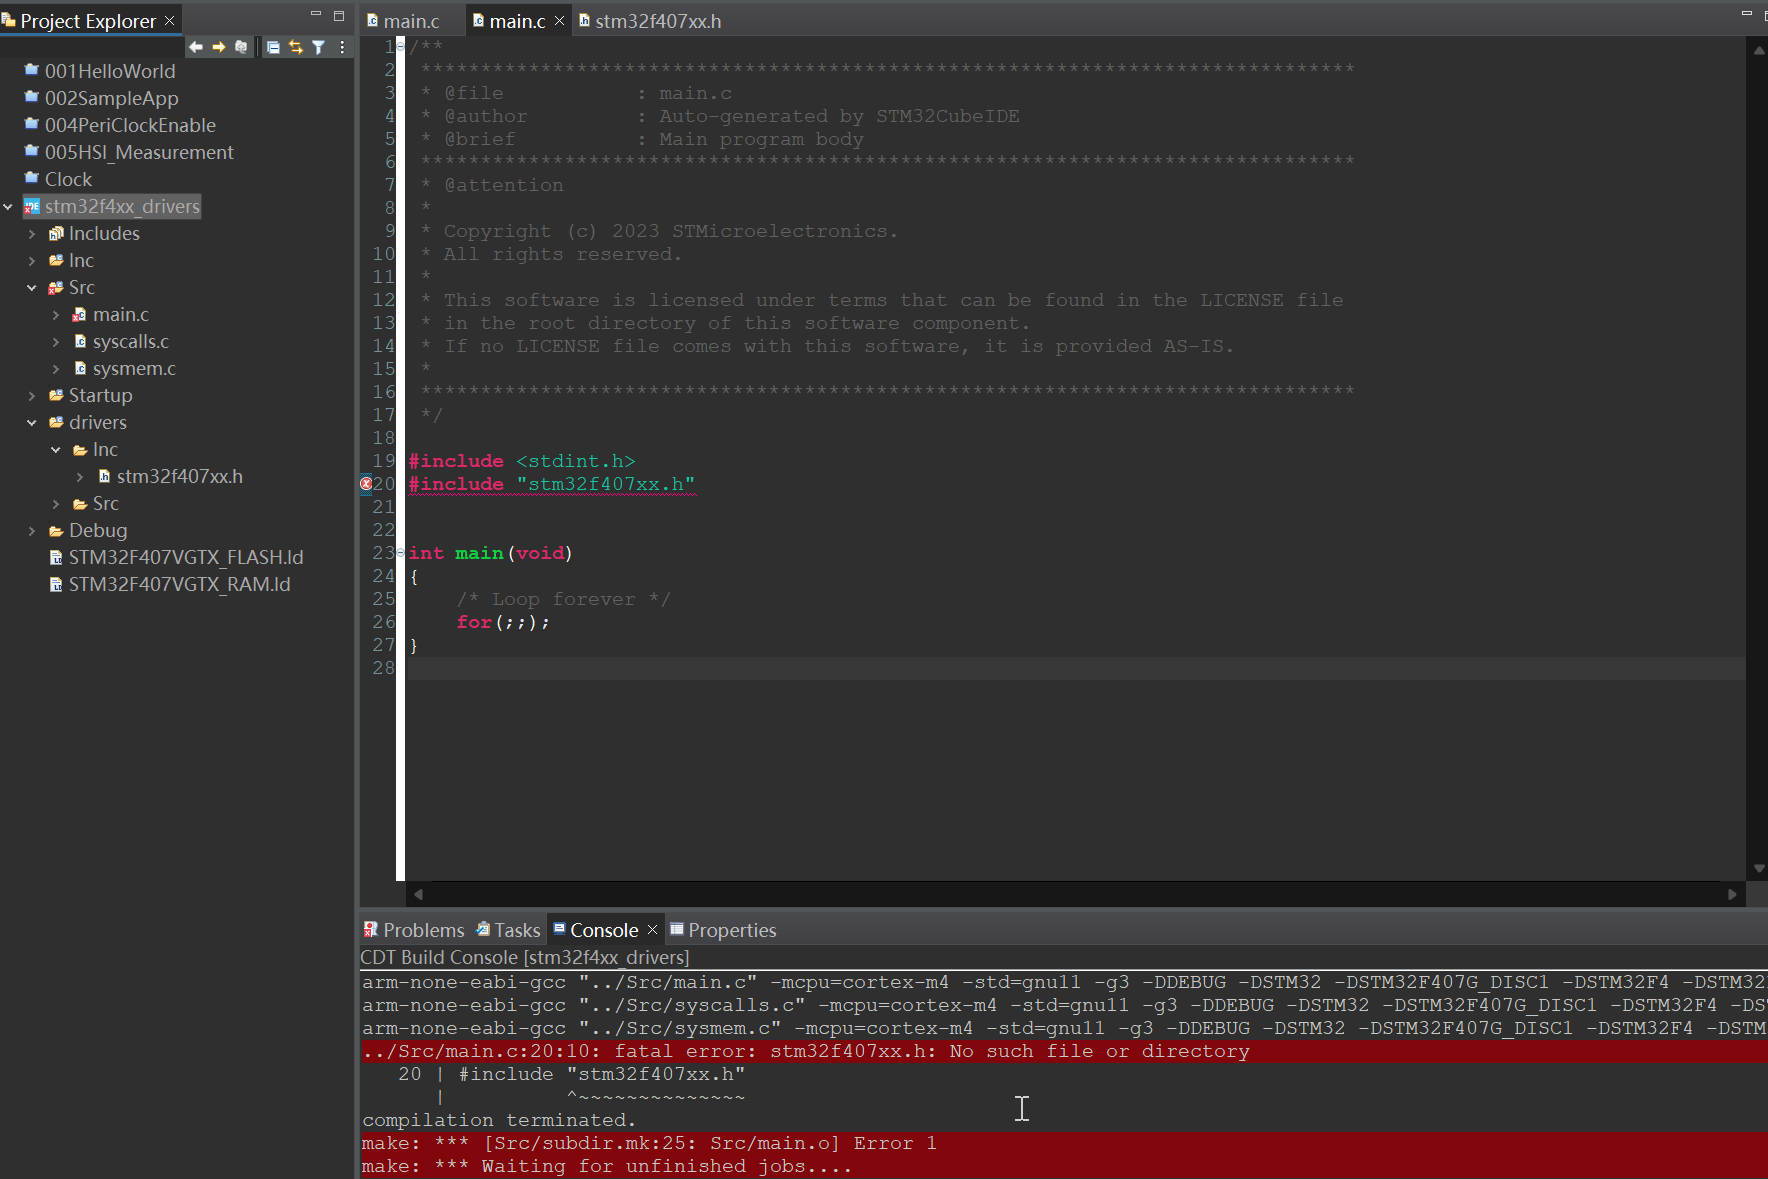 Project Explorer
001HelloWorld
002SampleApp
004PeriClockEnable
005HSI_Measurement
Clock
stm32f4xx_drivers
Includes
Inc
Src
main.c
syscalls.c
sysmem.c
Startup
drivers
Inc
stm32f407xx.h
Src
Debug
STM32F407VGTX_FLASH.ld
STM32F407VGTX_RAM.ld
main.c
main.c
stm32f407xx.h
1 /**
2 ******************************************************************************
3 * @file : main.c
4 * @author : Auto-generated by STM32CubeIDE
5 * @brief : Main program body
6 ******************************************************************************
7 * @attention
8 *
9 * Copyright (c) 2023 STMicroelectronics.
10 * All rights reserved.
11 *
12 * This software is licensed under terms that can be found in the LICENSE file
13 * in the root directory of this software component.
14 * If no LICENSE file comes with this software, it is provided AS-IS.
15 *
16 ******************************************************************************
17 */
18
19 #include <stdint.h>
20 #include "stm32f407xx.h"
21
22
23 int main(void)
24 {
25 /* Loop forever */
26 for(;;);
27 }
28
Problems Tasks Console Properties
CDT Build Console [stm32f4xx_drivers]
arm-none-eabi-gcc "../Src/main.c" -mcpu=cortex-m4 -std=gnu11 -g3 -DDEBUG -DSTM32 -DSTM32F407G_DISC1 -DSTM32F4 -DSTM32
arm-none-eabi-gcc "../Src/syscalls.c" -mcpu=cortex-m4 -std=gnu11 -g3 -DDEBUG -DSTM32 -DSTM32F407G_DISC1 -DSTM32F4 -DS
arm-none-eabi-gcc "../Src/sysmem.c" -mcpu=cortex-m4 -std=gnu11 -g3 -DDEBUG -DSTM32 -DSTM32F407G_DISC1 -DSTM32F4 -DSTM
../Src/main.c:20:10: fatal error: stm32f407xx.h: No such file or directory
20 | #include "stm32f407xx.h"
| ^~~~~~~~~~~~~~~
compilation terminated.
make: *** [Src/subdir.mk:25: Src/main.o] Error 1
make: *** Waiting for unfinished jobs....